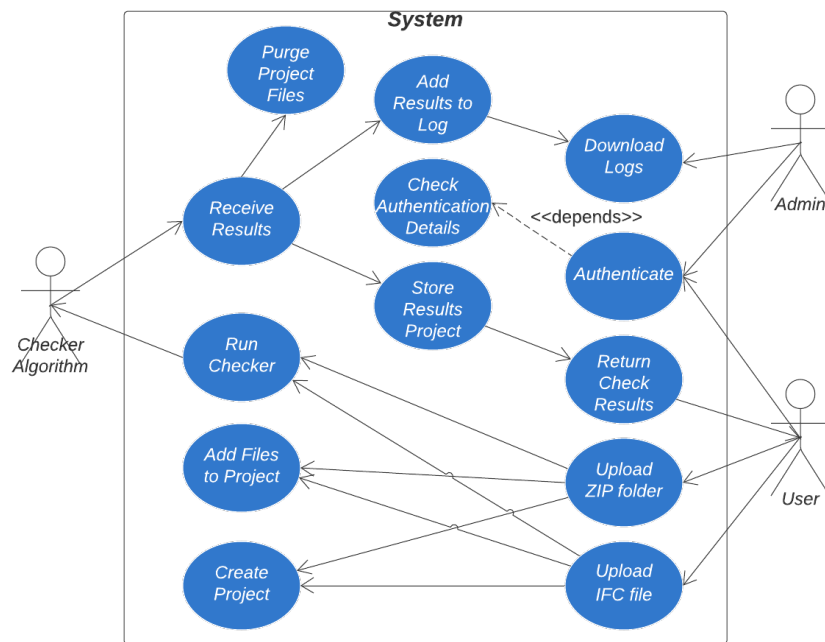 System
Purge
Project
Files
Add
Results to
Log
Download
Logs
Admin
Check
Authentication
Details
<<depends>>
Receive
Results
Authenticate
Store
Results
Project
Checker
Algorithm
Run
Checker
Return
Check
Results
Add Files
to Project
Upload
ZIP folder
User
Create
Project
Upload
IFC file